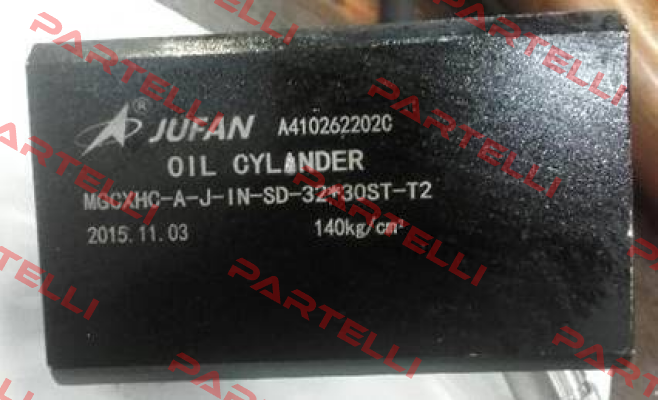 JUFAN® A410262202C
OIL CYLANDER
MGCXHC-A-J-IN-SD-32*30ST-T2
2015.11.03 140kg/cm²
PARTELLI
PARTELLI
PARTELLI
PARTELLI
PARTELLI
PARTELLI
PARTELLI